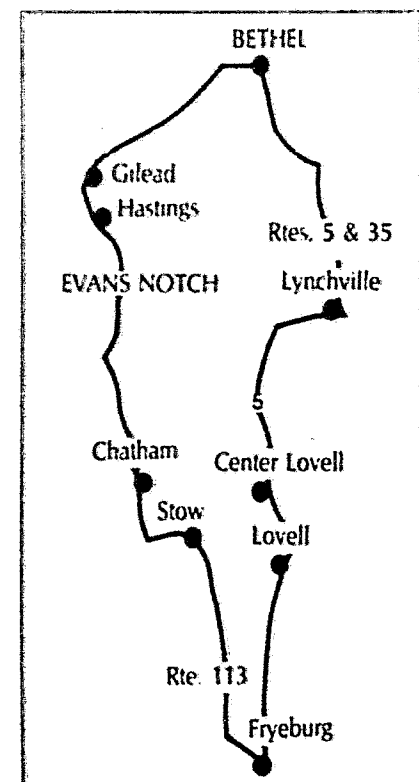 BETHEL
Gilead
Hastings
Rtes. 5 & 35
EVANS NOTCH
Lynchville
5
Chatham
Center Lovell
Stow
Lovell
Rte. 113
Fryeburg